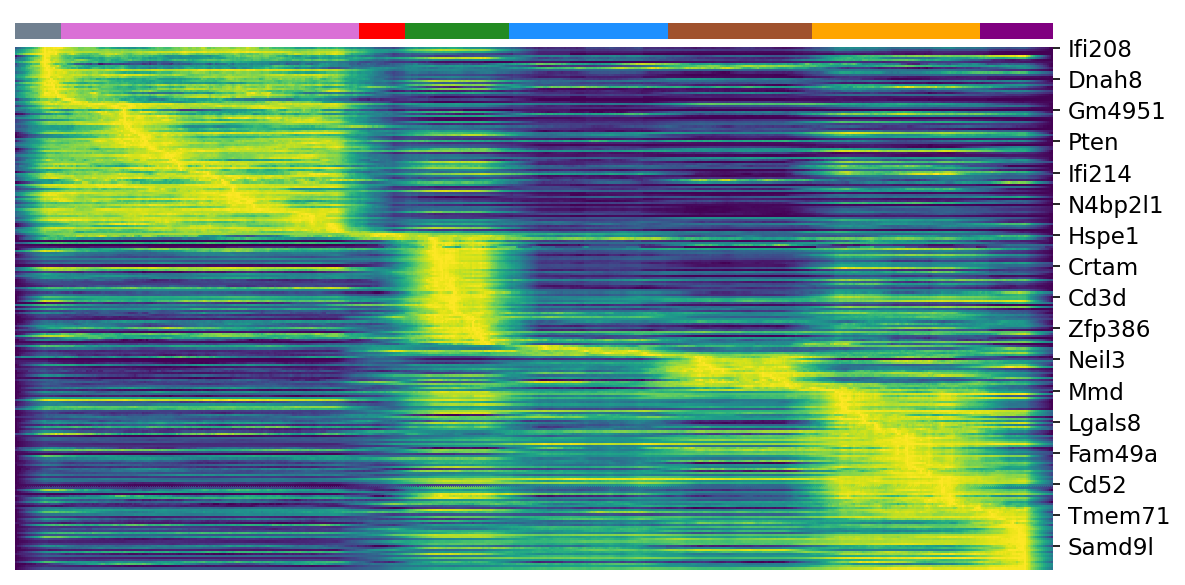 Ifi208
Dnah8
Gm4951
Pten
Ifi214
N4bp2l1
Hspe1
Crtam
Cd3d
Zfp386
Neil3
Mmd
Lgals8
Fam49a
Cd52
Tmem71
Samd9l